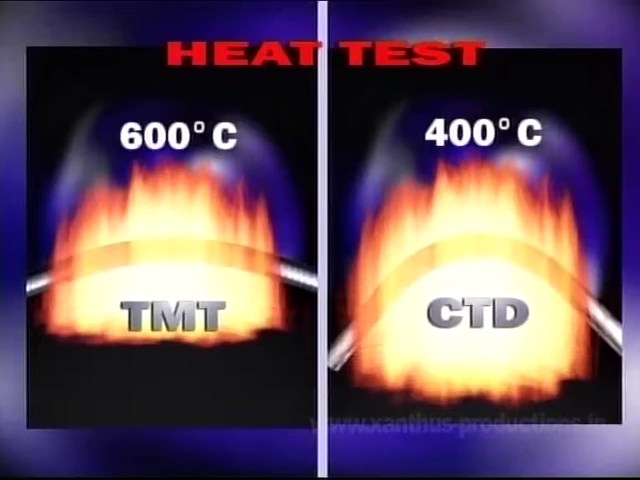 HEAT TEST
600° C
400° C
TMT
CTD
www.xanthus-productions.in